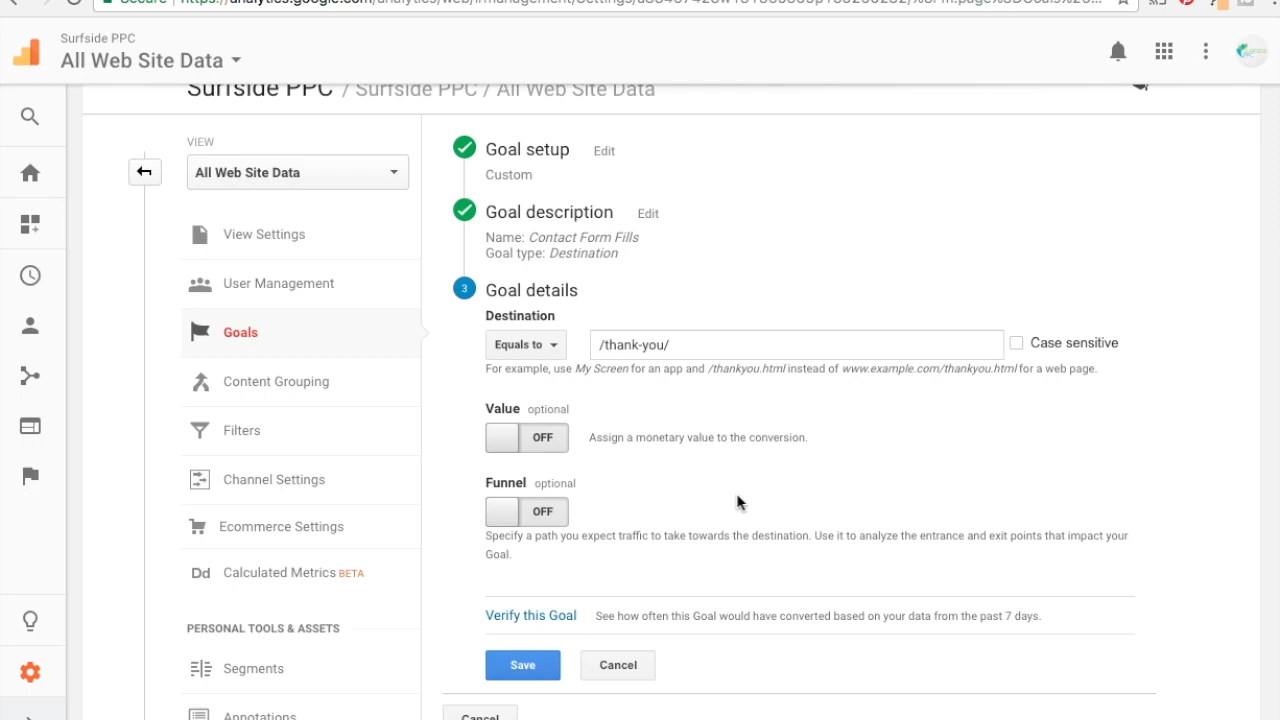 Surfside PPC
All Web Site Data
Surfside PPC / Surfside PPC / All Web Site Data
VIEW
All Web Site Data
View Settings
User Management
Goals
Content Grouping
Filters
Channel Settings
Ecommerce Settings
Dd Calculated Metrics BETA
PERSONAL TOOLS & ASSETS
Segments
Annotations
Goal setup Edit
Custom
Goal description Edit
Name: Contact Form Fills
Goal type: Destination
3 Goal details
Destination
Equals to /thank-you/ Case sensitive
For example, use My Screen for an app and /thankyou.html instead of www.example.com/thankyou.html for a web page.
Value optional
OFF Assign a monetary value to the conversion.
Funnel optional
OFF
Specify a path you expect traffic to take towards the destination. Use it to analyze the entrance and exit points that impact your
Goal.
Verify this Goal See how often this Goal would have converted based on your data from the past 7 days.
Save Cancel
Cancel